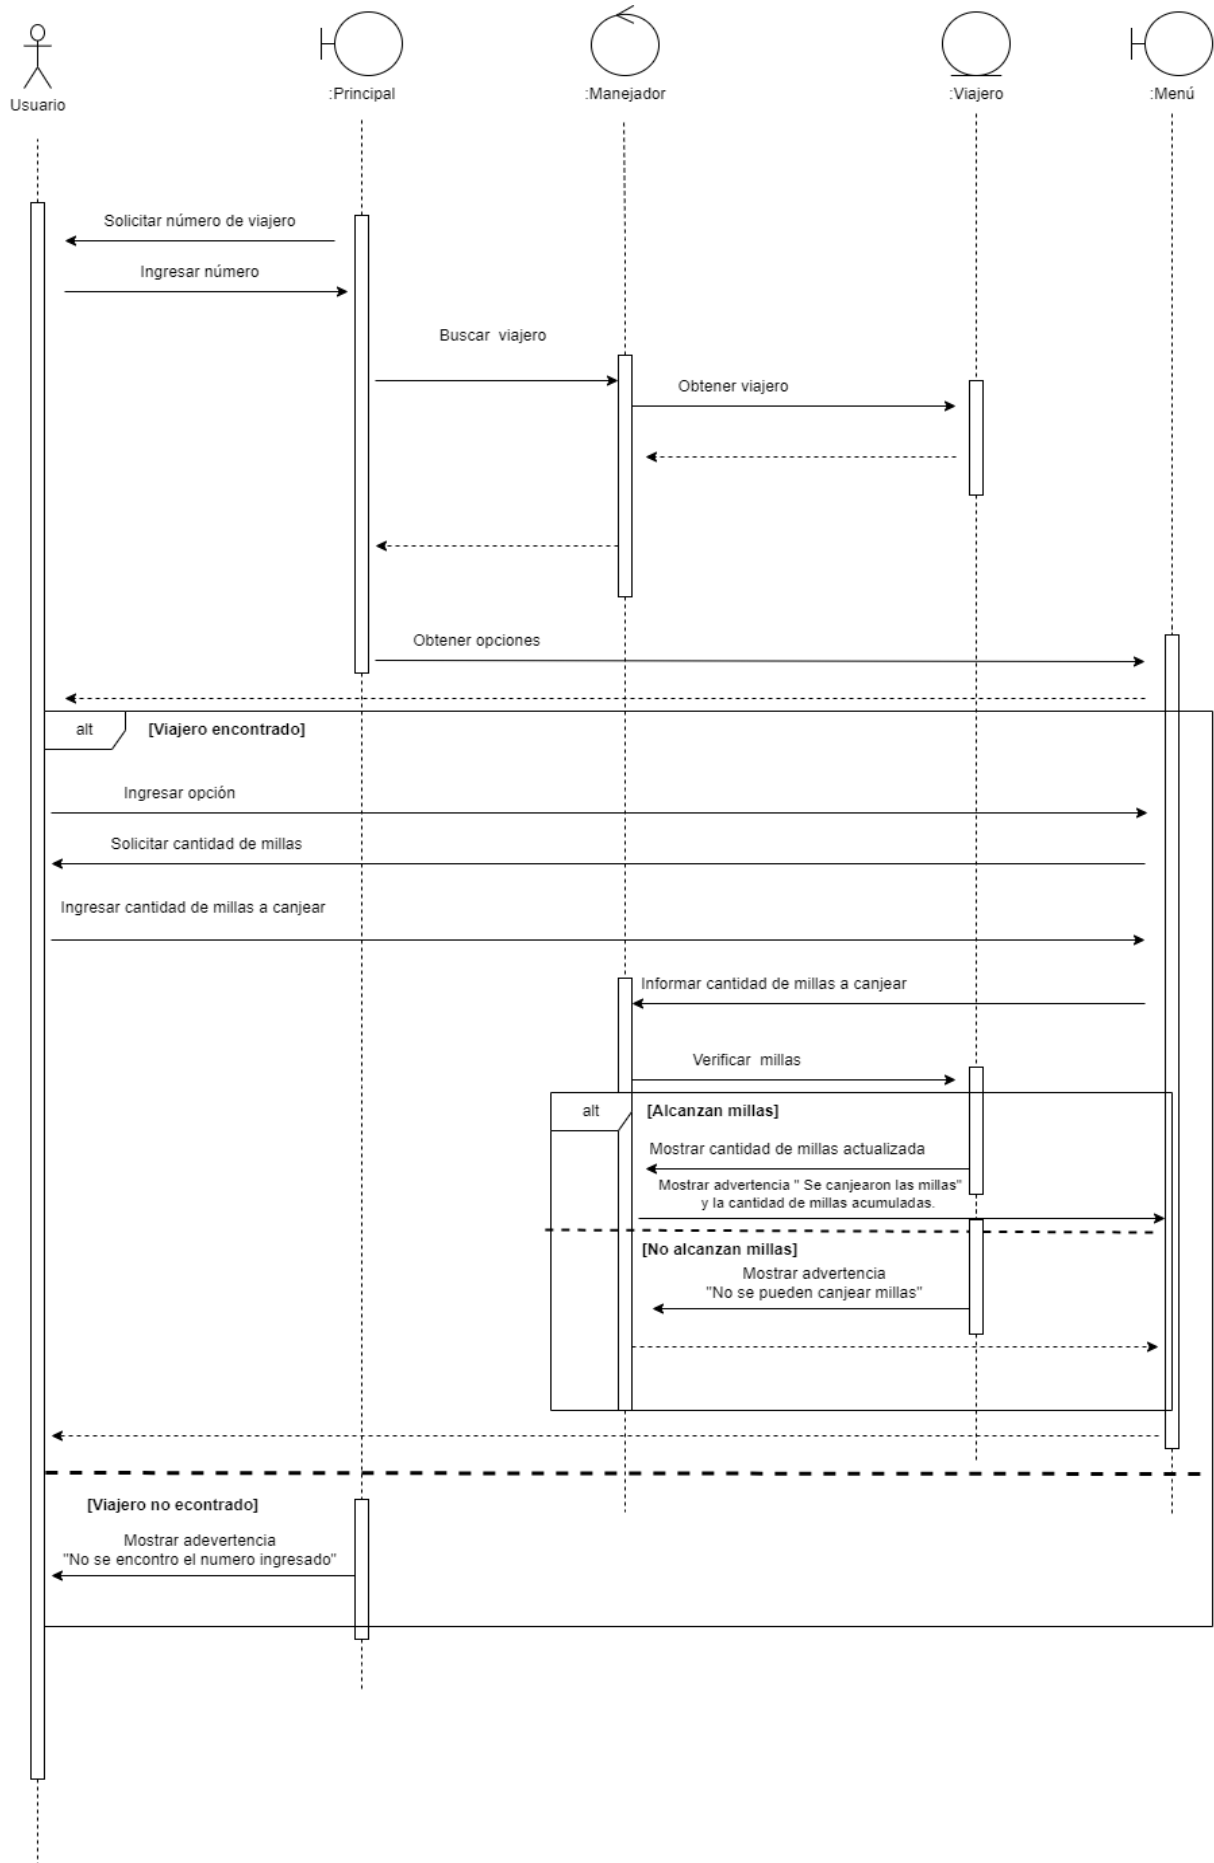 Usuario
:Principal
:Manejador
:Viajero
:Menú
Solicitar número de viajero
Ingresar número
Buscar viajero
Obtener viajero
Obtener opciones
alt
[Viajero encontrado]
Ingresar opción
Solicitar cantidad de millas
Ingresar cantidad de millas a canjear
Informar cantidad de millas a canjear
Verificar millas
alt
[Alcanzan millas]
Mostrar cantidad de millas actualizada
Mostrar advertencia " Se canjearon las millas"
y la cantidad de millas acumuladas.
[No alcanzan millas]
Mostrar advertencia
"No se pueden canjear millas"
[Viajero no econtrado]
Mostrar adevertencia
"No se encontro el numero ingresado"